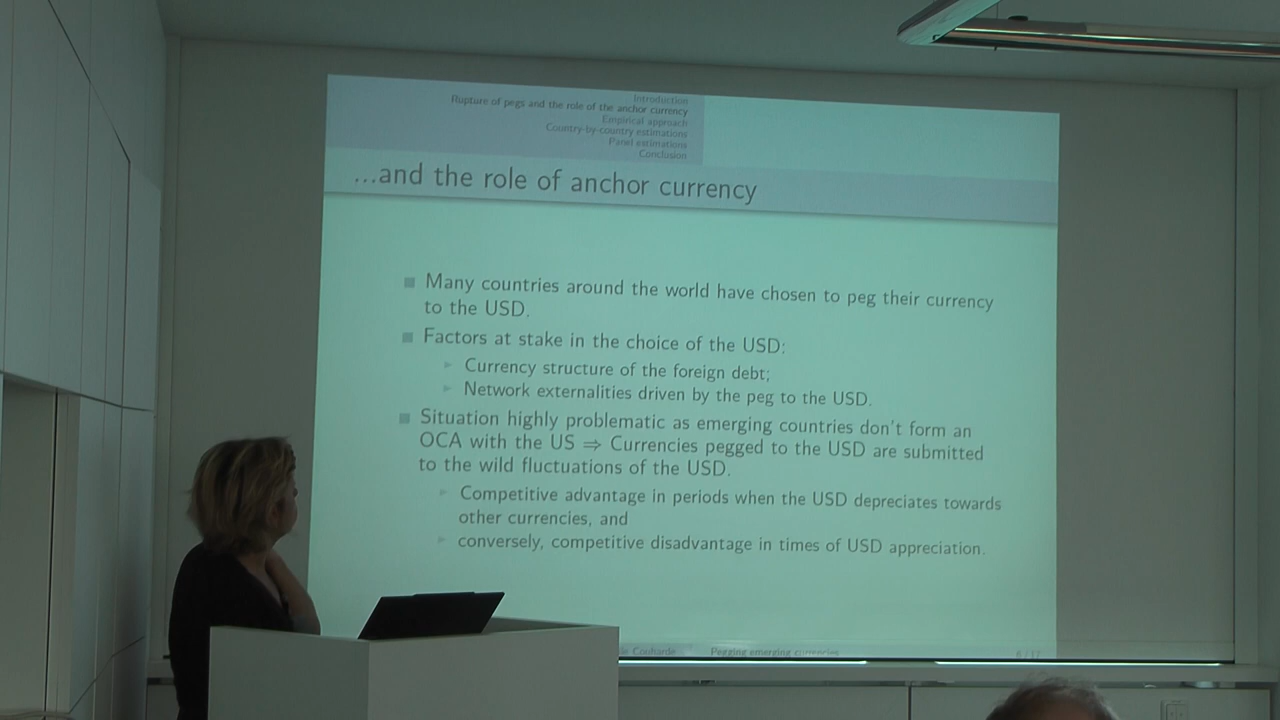 Introduction
Rupture of pegs and the role of the anchor currency
Empirical approach
Country-by-country estimations
Panel estimations
Conclusion
...and the role of anchor currency
Many countries around the world have chosen to peg their currency
to the USD.
Factors at stake in the choice of the USD:
Currency structure of the foreign debt;
Network externalities driven by the peg to the USD.
Situation highly problematic as emerging countries don't form an
OCA with the US ⇒ Currencies pegged to the USD are submitted
to the wild fluctuations of the USD.
Competitive advantage in periods when the USD depreciates towards
other currencies, and
conversely, competitive disadvantage in times of USD appreciation.
Couharde Pegging emerging currencies